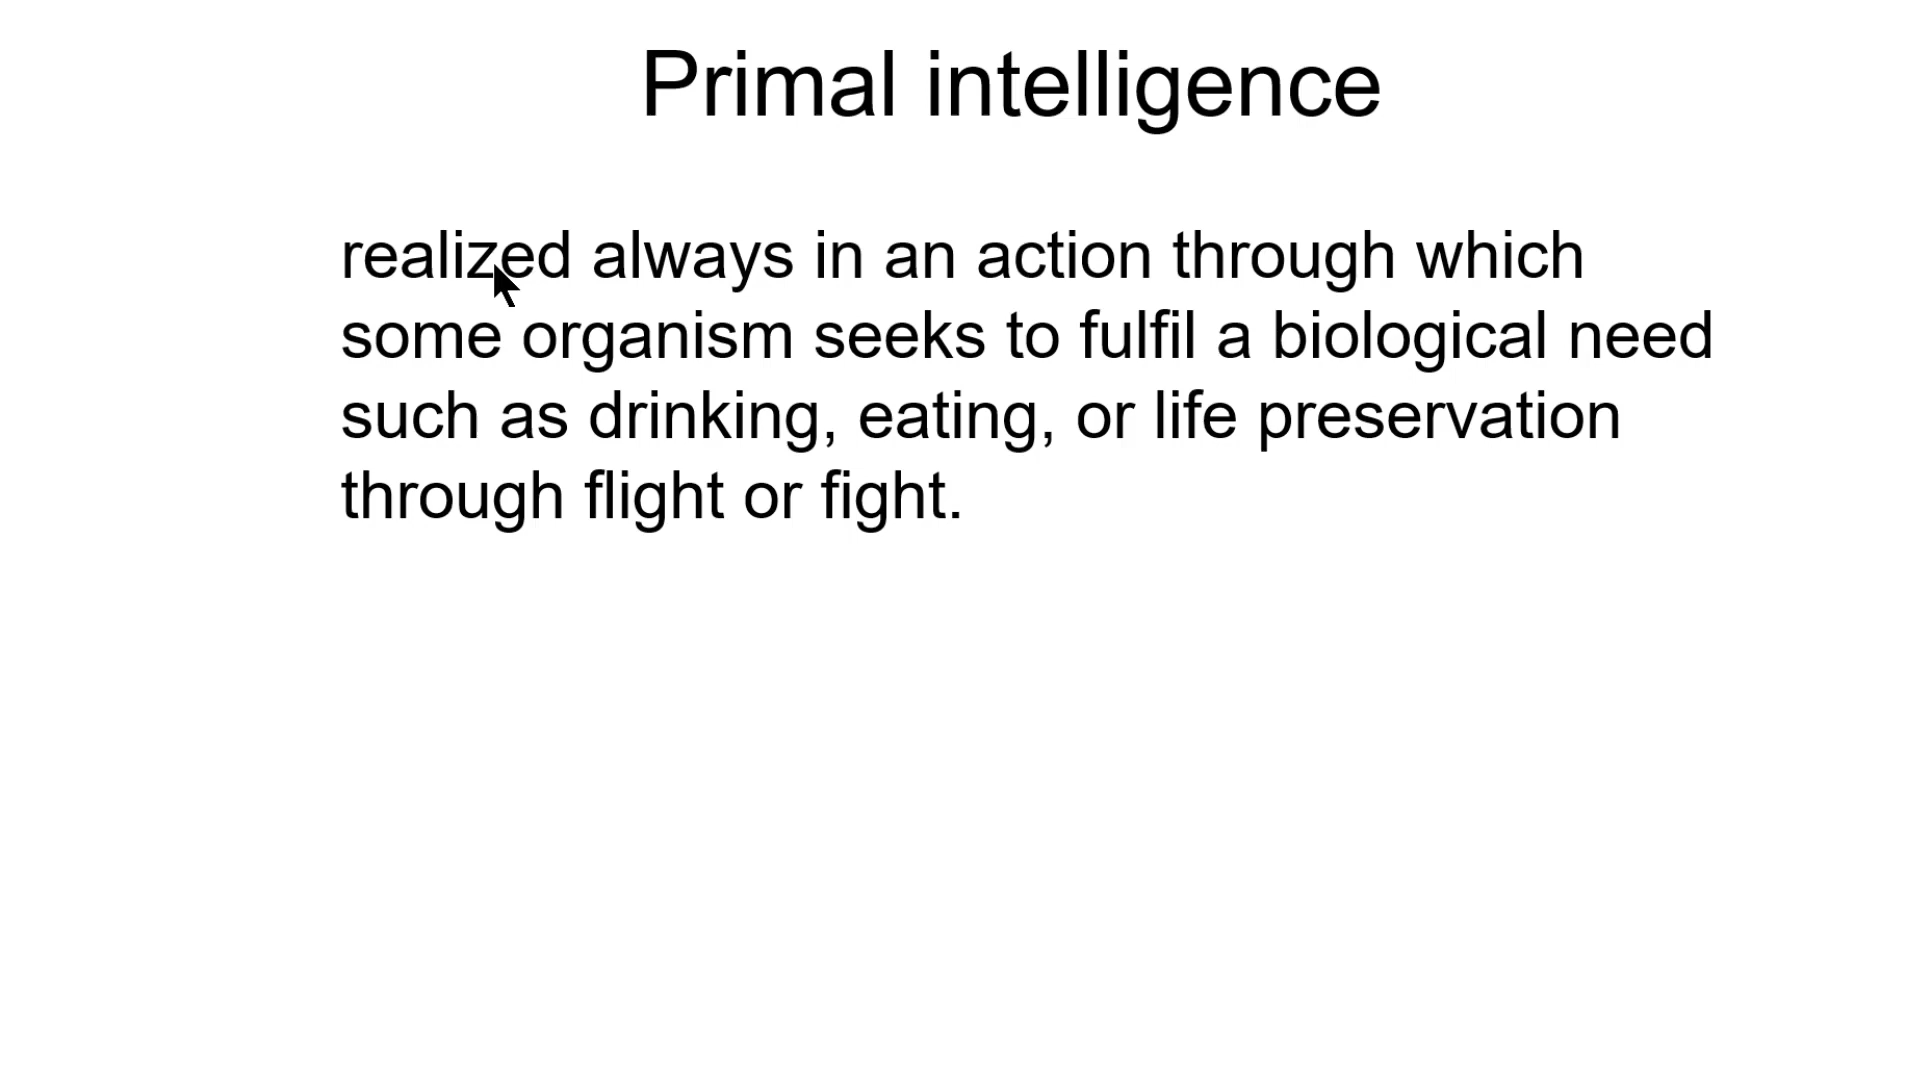 Primal intelligence
realized always in an action through which
some organism seeks to fulfil a biological need
such as drinking, eating, or life preservation
through flight or fight.